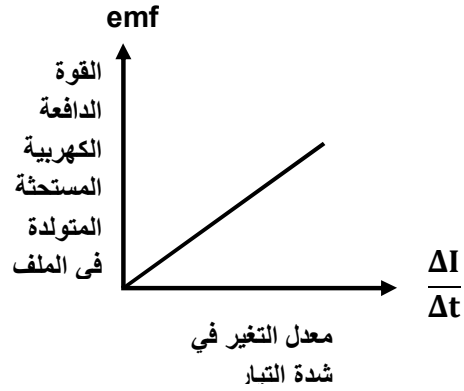 emf
القوة
الدافعة
الكهربية
المستحثة
المتولدة
فى الملف
ΔI
Δt
معدل التغير في
شدة التيار